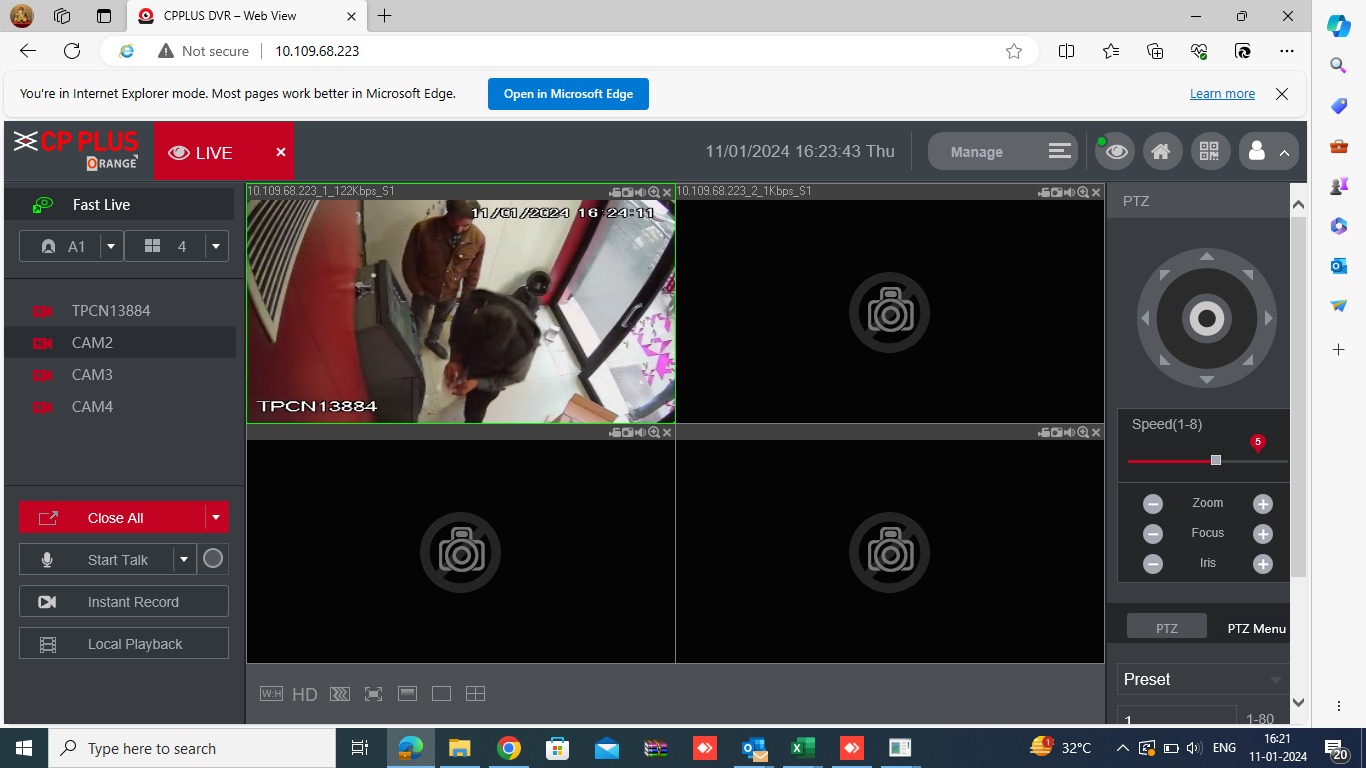 CPPLUS DVR – Web View
Not secure
10.109.68.223
You're in Internet Explorer mode. Most pages work better in Microsoft Edge.
Open in Microsoft Edge
Learn more
CP PLUS
ORANGE
LIVE
11/01/2024 16:23:43 Thu
Manage
Fast Live
A1
4
TPCN13884
CAM2
CAM3
CAM4
Close All
Start Talk
Instant Record
Local Playback
10.109.68.223_1_122Kbps_S1
10.109.68.223_2_1Kbps_S1
11/01/2024 16:24:11
TPCN13884
W:H
HD
PTZ
Speed(1-8)
5
Zoom
Focus
Iris
PTZ
PTZ Menu
Preset
1
1-80
Type here to search
1
32°C
ENG
16:21
11-01-2024
20